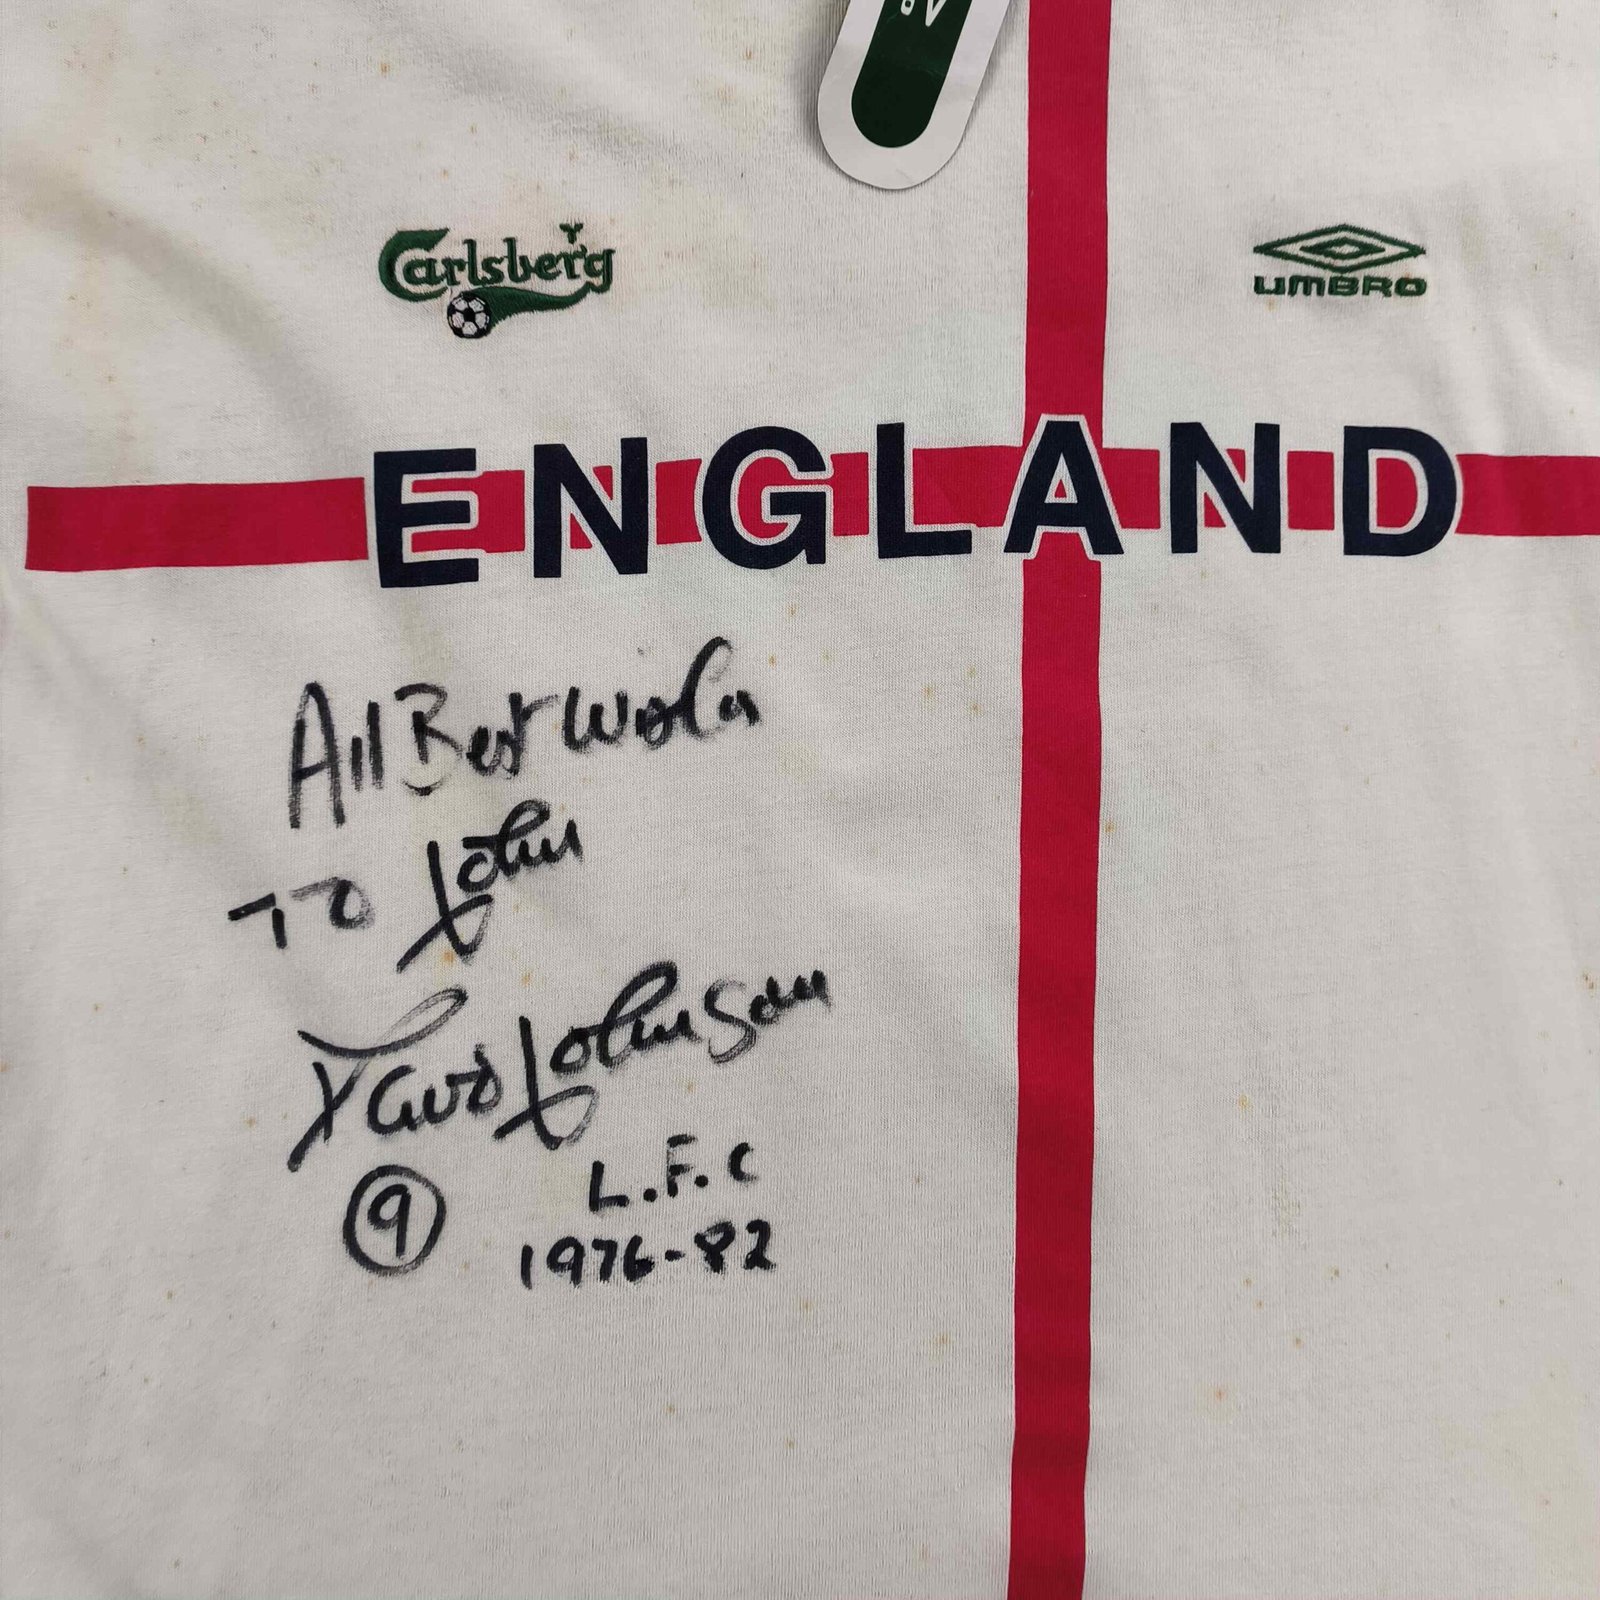 Carlsberg
UMBRO
ENGLAND
All Best Wishes
TO John
David Johnson
9
L.F.C
1976-82